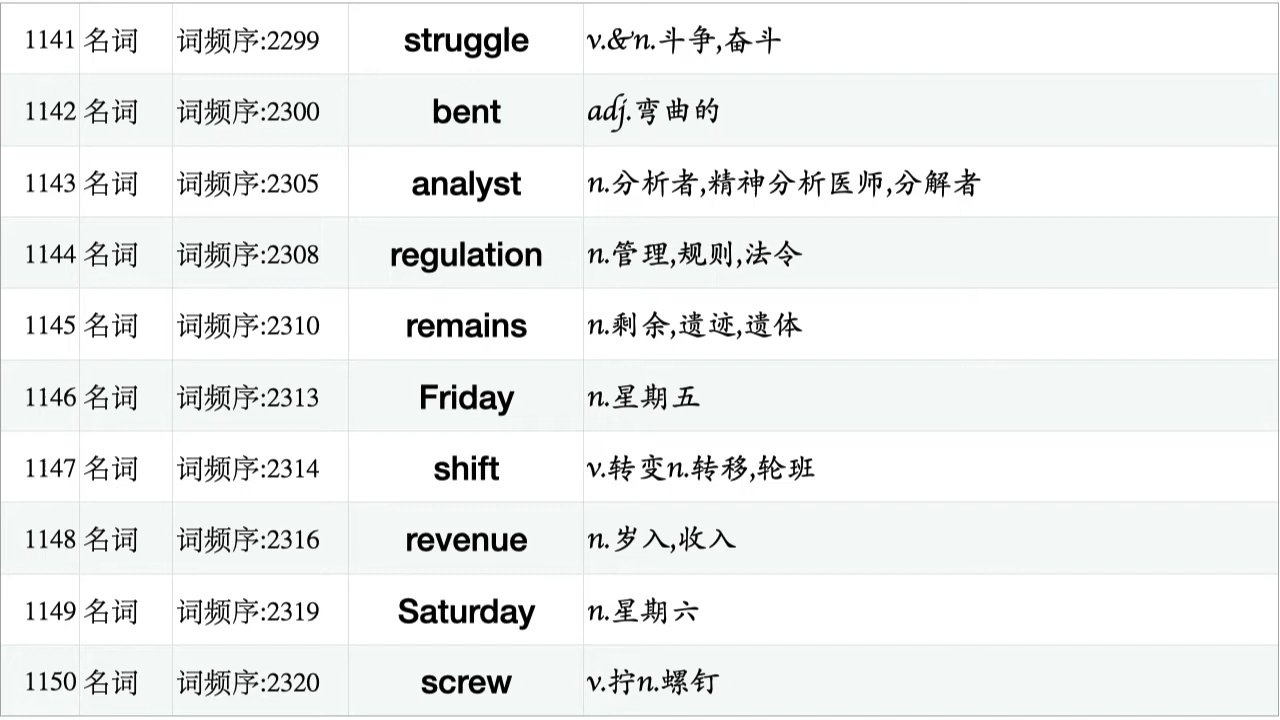 1141 名词 词频序:2299 struggle v.&n.斗争,奋斗
1142 名词 词频序:2300 bent adj.弯曲的
1143 名词 词频序:2305 analyst n.分析者,精神分析医师,分解者
1144 名词 词频序:2308 regulation n.管理,规则,法令
1145 名词 词频序:2310 remains n.剩余,遗迹,遗体
1146 名词 词频序:2313 Friday n.星期五
1147 名词 词频序:2314 shift v.转变n.转移,轮班
1148 名词 词频序:2316 revenue n.岁入,收入
1149 名词 词频序:2319 Saturday n.星期六
1150 名词 词频序:2320 screw v.拧n.螺钉